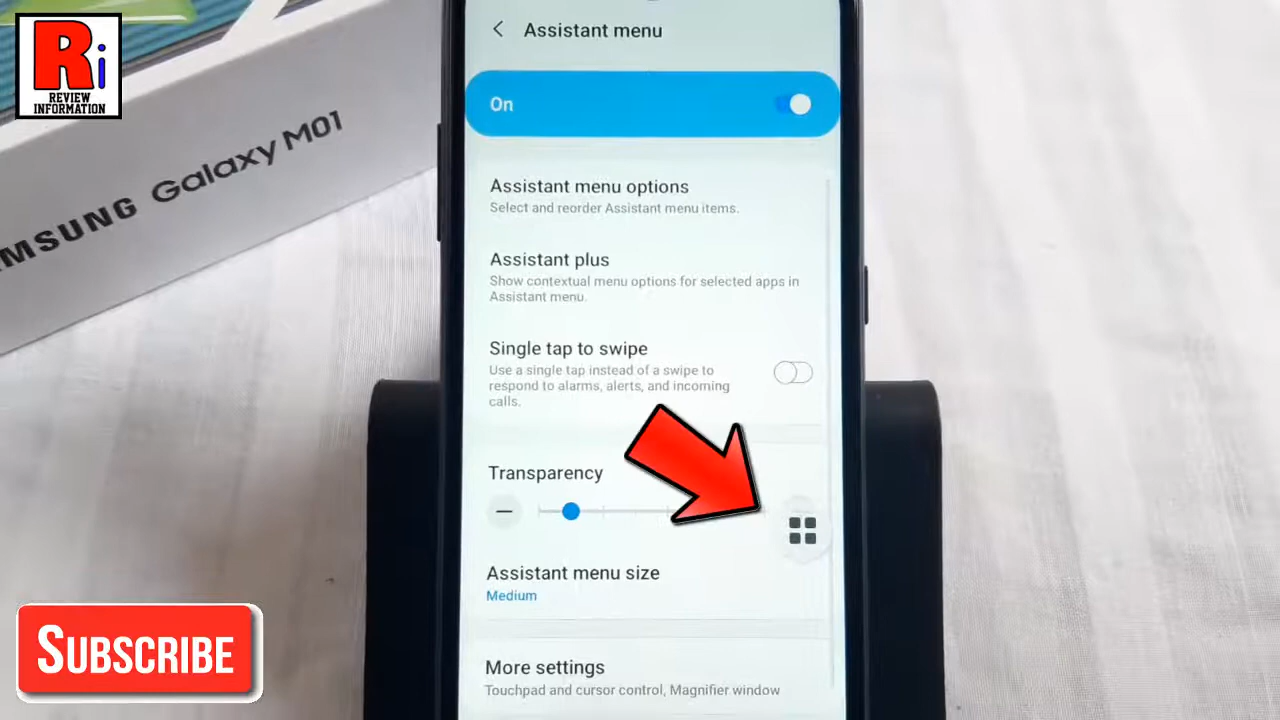 Ri
REVIEW
INFORMATION
SAMSUNG Galaxy M01
Assistant menu
On
Assistant menu options
Select and reorder Assistant menu items.
Assistant plus
Show contextual menu options for selected apps in
Assistant menu.
Single tap to swipe
Use a single tap instead of a swipe to
respond to alarms, alerts, and incoming
calls.
Transparency
Assistant menu size
Medium
More settings
Touchpad and cursor control, Magnifier window
SUBSCRIBE